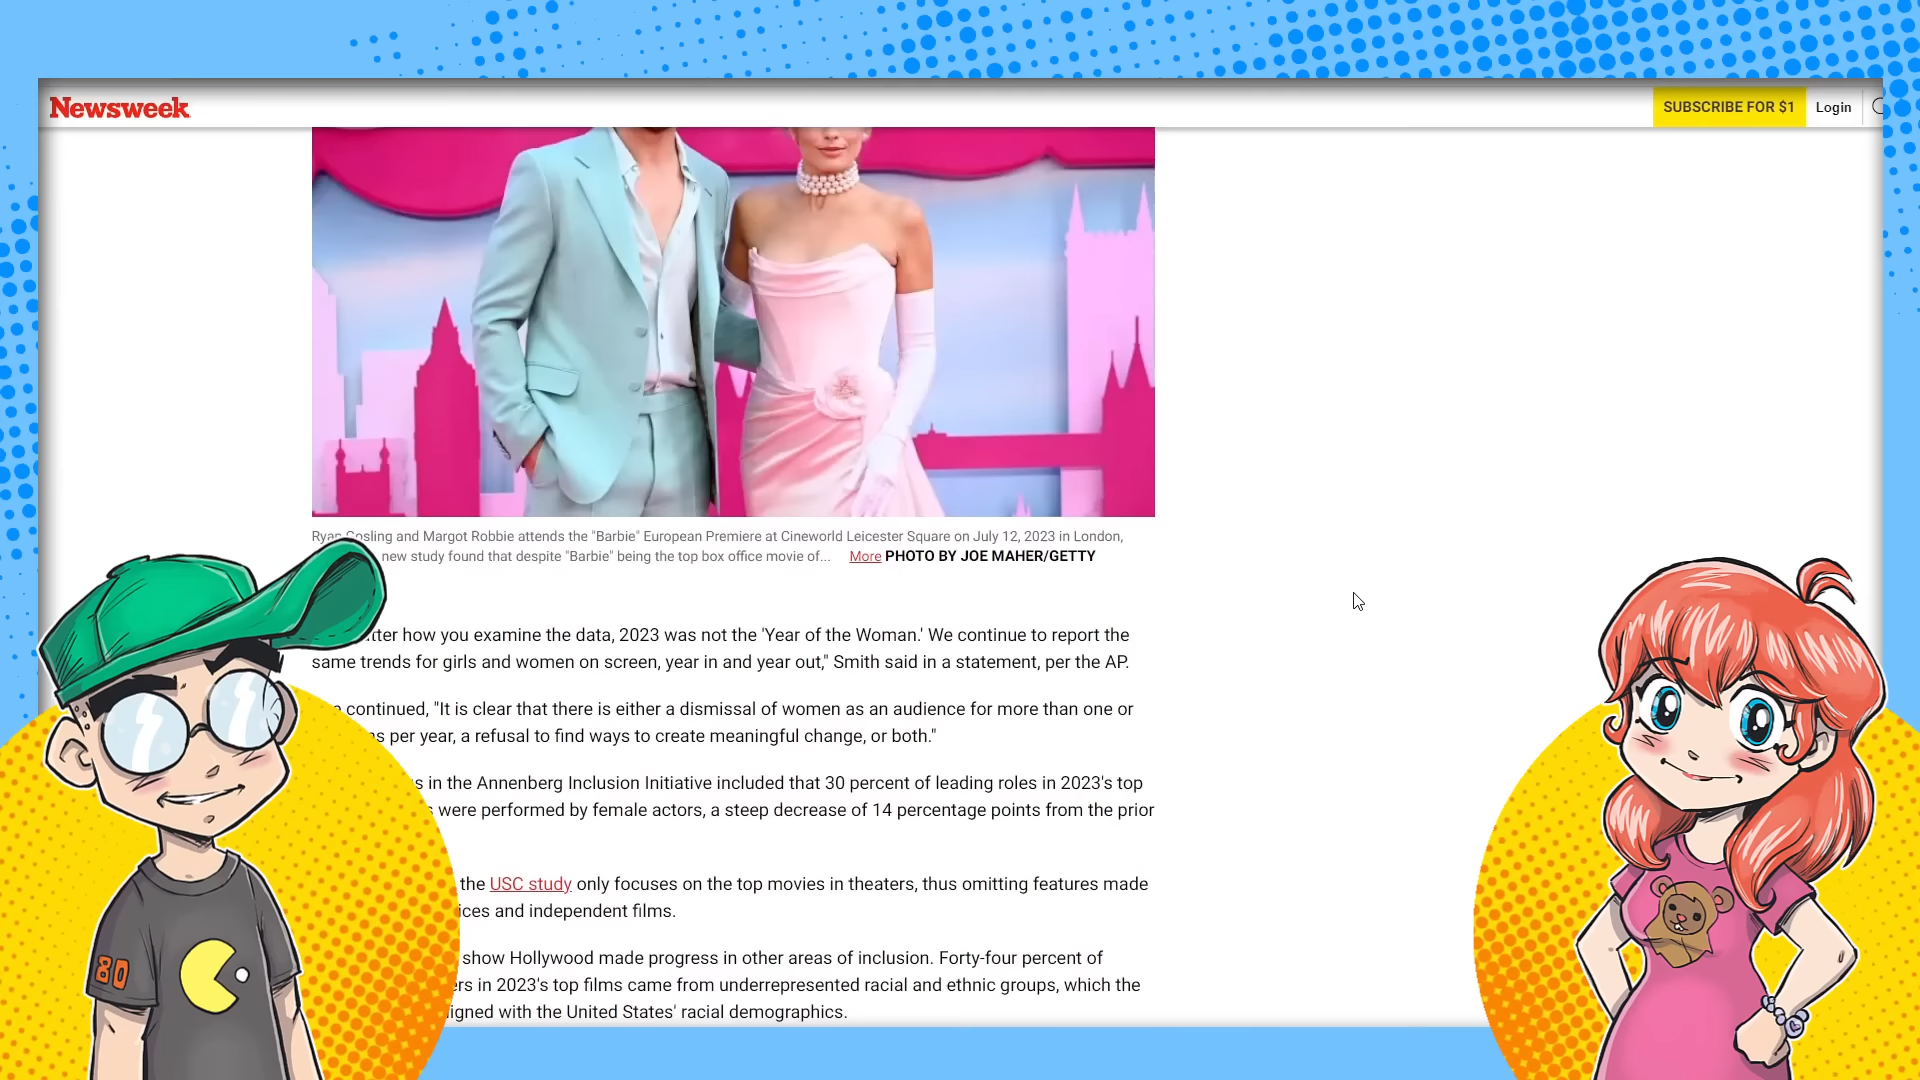 Newsweek
SUBSCRIBE FOR $1 Login
Ryan Gosling and Margot Robbie attends the "Barbie" European Premiere at Cineworld Leicester Square on July 12, 2023 in London,
new study found that despite "Barbie" being the top box office movie of... More PHOTO BY JOE MAHER/GETTY
how you examine the data, 2023 was not the 'Year of the Woman.' We continue to report the
same trends for girls and women on screen, year in and year out," Smith said in a statement, per the AP.
continued, "It is clear that there is either a dismissal of women as an audience for more than one or
per year, a refusal to find ways to create meaningful change, or both."
in the Annenberg Inclusion Initiative included that 30 percent of leading roles in 2023's top
were performed by female actors, a steep decrease of 14 percentage points from the prior
the USC study only focuses on the top movies in theaters, thus omitting features made
and independent films.
show Hollywood made progress in other areas of inclusion. Forty-four percent of
in 2023's top films came from underrepresented racial and ethnic groups, which the
with the United States' racial demographics.
80